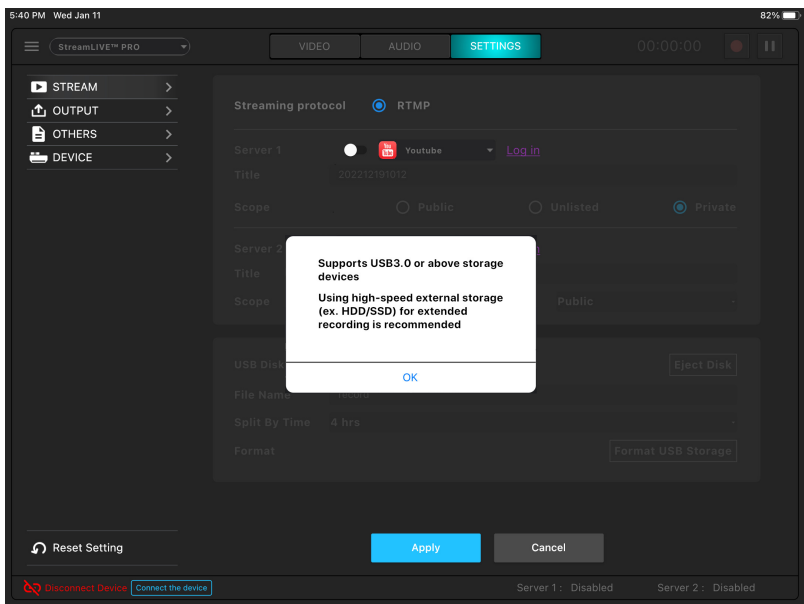 5:40 PM Wed Jan 11
82%
StreamLIVE™ PRO
VIDEO
AUDIO
SETTINGS
00:00:00
STREAM
OUTPUT
OTHERS
DEVICE
Streaming protocol
RTMP
Server 1
You
Tube
Youtube
Log in
Title
202212191012
Scope
Public
Unlisted
Private
Server 2
Title
Scope
Public
Supports USB3.0 or above storage
devices
Using high-speed external storage
(ex. HDD/SSD) for extended
recording is recommended
OK
USB Disk
Eject Disk
File Name
record
Split By Time
4 hrs
Format
Format USB Storage
Reset Setting
Apply
Cancel
Disconnect Device
Connect the device
Server 1 : Disabled
Server 2 : Disabled